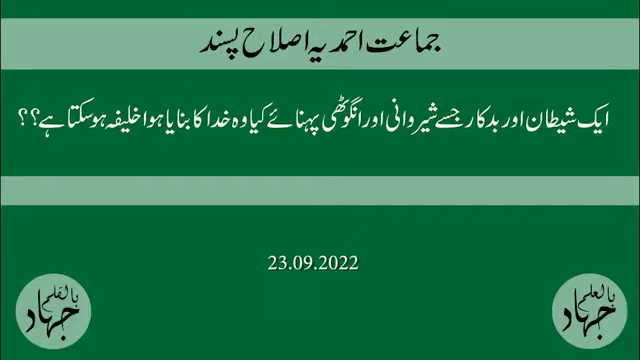 جماعت احمدیہ اصلاح پسند
ایک شیطان اور بدکار جسے شیروانی اور انگوٹھی پہنائے کیا وہ خدا کا بنایا ہوا خلیفہ ہو سکتا ہے؟؟
23.09.2022
جہاد بالقلم
جہاد بالعلم